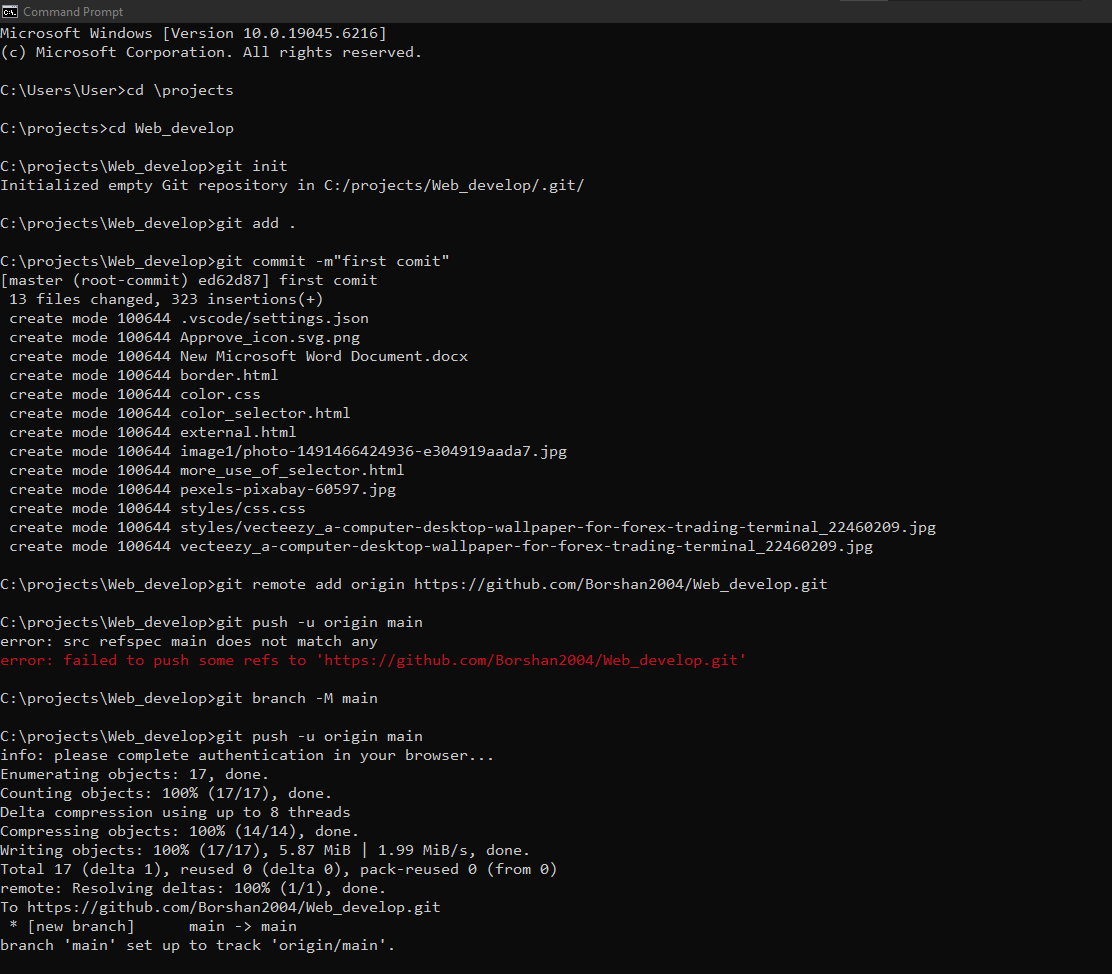 Command Prompt
Microsoft Windows [Version 10.0.19045.6216]
(c) Microsoft Corporation. All rights reserved.
C:\Users\User>cd \projects
C:\projects>cd Web_develop
C:\projects\Web_develop>git init
Initialized empty Git repository in C:/projects/Web_develop/.git/
C:\projects\Web_develop>git add .
C:\projects\Web_develop>git commit -m"first comit"
[master (root-commit) ed62d87] first comit
 13 files changed, 323 insertions(+)
 create mode 100644 .vscode/settings.json
 create mode 100644 Approve_icon.svg.png
 create mode 100644 New Microsoft Word Document.docx
 create mode 100644 border.html
 create mode 100644 color.css
 create mode 100644 color_selector.html
 create mode 100644 external.html
 create mode 100644 image1/photo-1491466424936-e304919aada7.jpg
 create mode 100644 more_use_of_selector.html
 create mode 100644 pexels-pixabay-60597.jpg
 create mode 100644 styles/css.css
 create mode 100644 styles/vecteezy_a-computer-desktop-wallpaper-for-forex-trading-terminal_22460209.jpg
 create mode 100644 vecteezy_a-computer-desktop-wallpaper-for-forex-trading-terminal_22460209.jpg
C:\projects\Web_develop>git remote add origin https://github.com/Borshan2004/Web_develop.git
C:\projects\Web_develop>git push -u origin main
error: src refspec main does not match any
error: failed to push some refs to 'https://github.com/Borshan2004/Web_develop.git'
C:\projects\Web_develop>git branch -M main
C:\projects\Web_develop>git push -u origin main
info: please complete authentication in your browser...
Enumerating objects: 17, done.
Counting objects: 100% (17/17), done.
Delta compression using up to 8 threads
Compressing objects: 100% (14/14), done.
Writing objects: 100% (17/17), 5.87 MiB | 1.99 MiB/s, done.
Total 17 (delta 1), reused 0 (delta 0), pack-reused 0 (from 0)
remote: Resolving deltas: 100% (1/1), done.
To https://github.com/Borshan2004/Web_develop.git
 * [new branch]      main -> main
branch 'main' set up to track 'origin/main'.